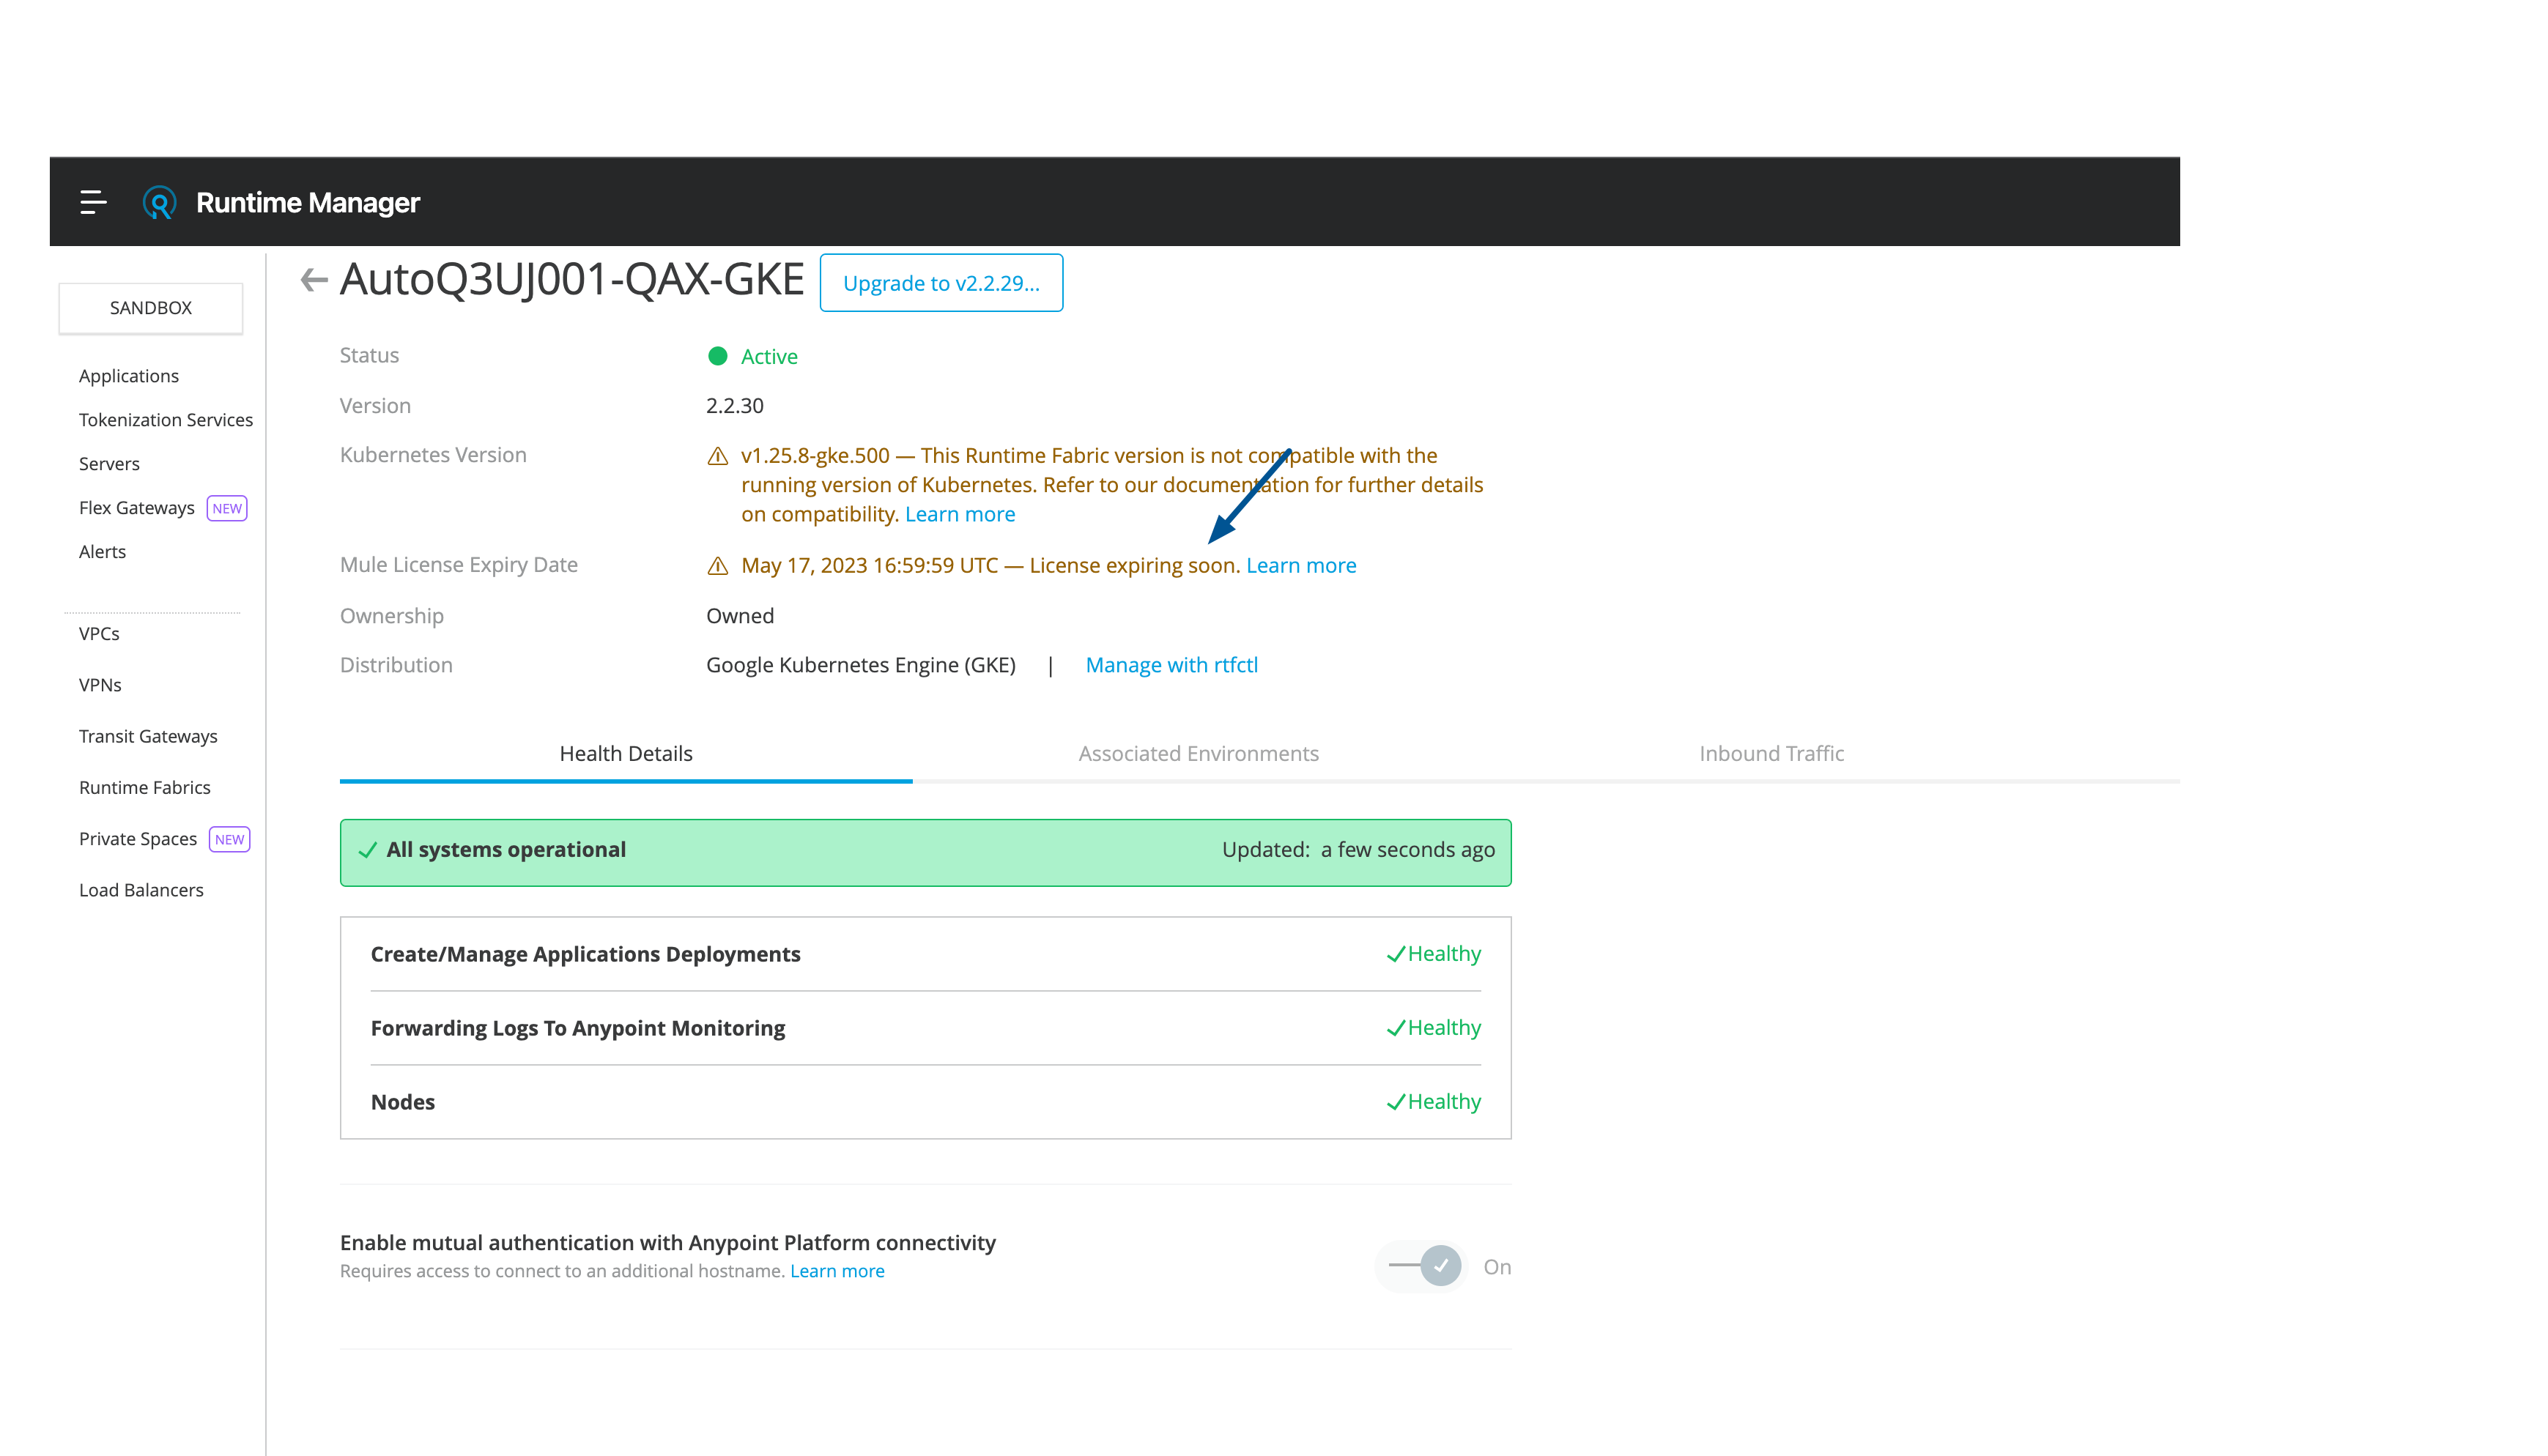 Runtime Manager
AutoQ3UJ001-QAX-GKE
Upgrade to v2.2.29...
SANDBOX
Applications
Tokenization Services
Servers
Flex Gateways NEW
Alerts
VPCs
VPNs
Transit Gateways
Runtime Fabrics
Private Spaces NEW
Load Balancers
Status
Active
Version
2.2.30
Kubernetes Version
v1.25.8-gke.500 — This Runtime Fabric version is not compatible with the
running version of Kubernetes. Refer to our documentation for further details
on compatibility. Learn more
Mule License Expiry Date
May 17, 2023 16:59:59 UTC — License expiring soon. Learn more
Ownership
Owned
Distribution
Google Kubernetes Engine (GKE) | Manage with rtfctl
Health Details
Associated Environments
Inbound Traffic
All systems operational
Updated: a few seconds ago
Create/Manage Applications Deployments
Healthy
Forwarding Logs To Anypoint Monitoring
Healthy
Nodes
Healthy
Enable mutual authentication with Anypoint Platform connectivity
Requires access to connect to an additional hostname. Learn more
On